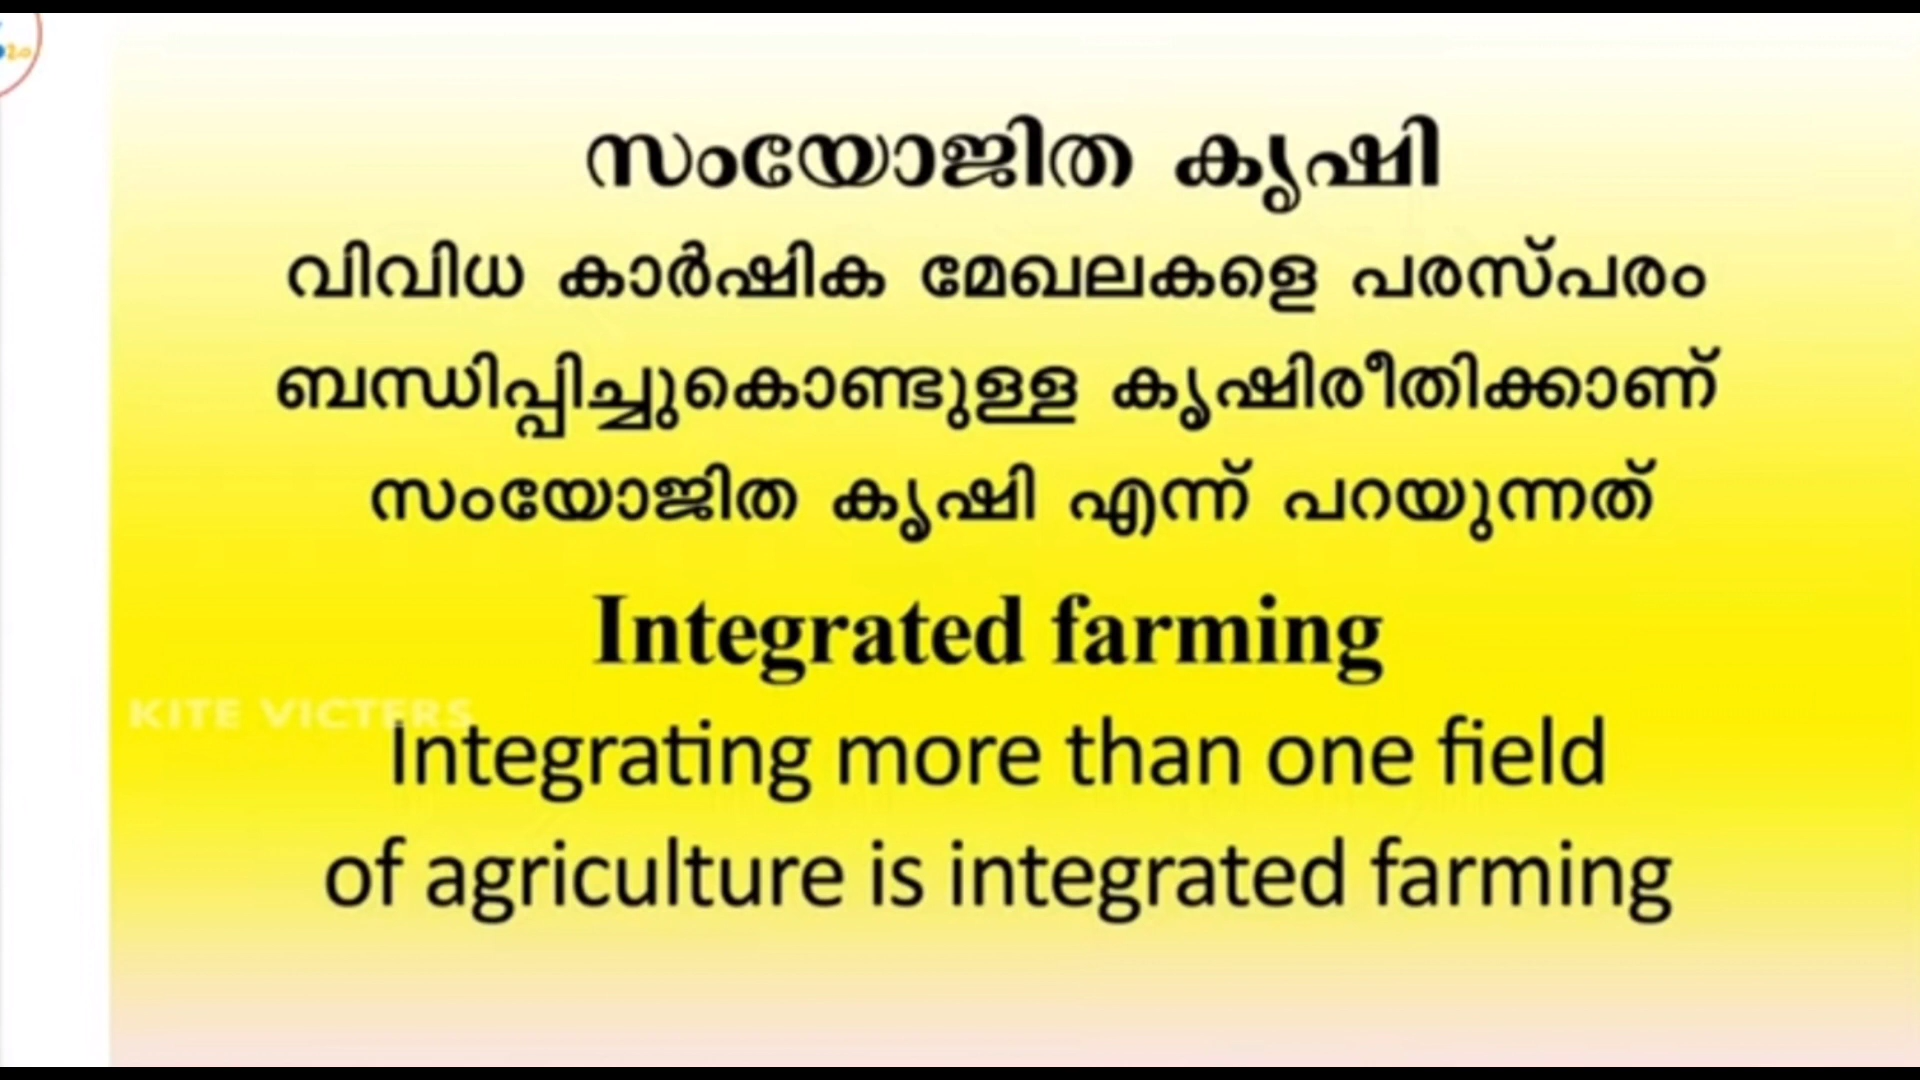 20
സംയോജിത കൃഷി
വിവിധ കാർഷിക മേഖലകളെ പരസ്പരം
ബന്ധിപ്പിച്ചുകൊണ്ടുള്ള കൃഷിരീതിക്കാണ്
സംയോജിത കൃഷി എന്ന് പറയുന്നത്
Integrated farming
KITE VICTERS
Integrating more than one field
of agriculture is integrated farming